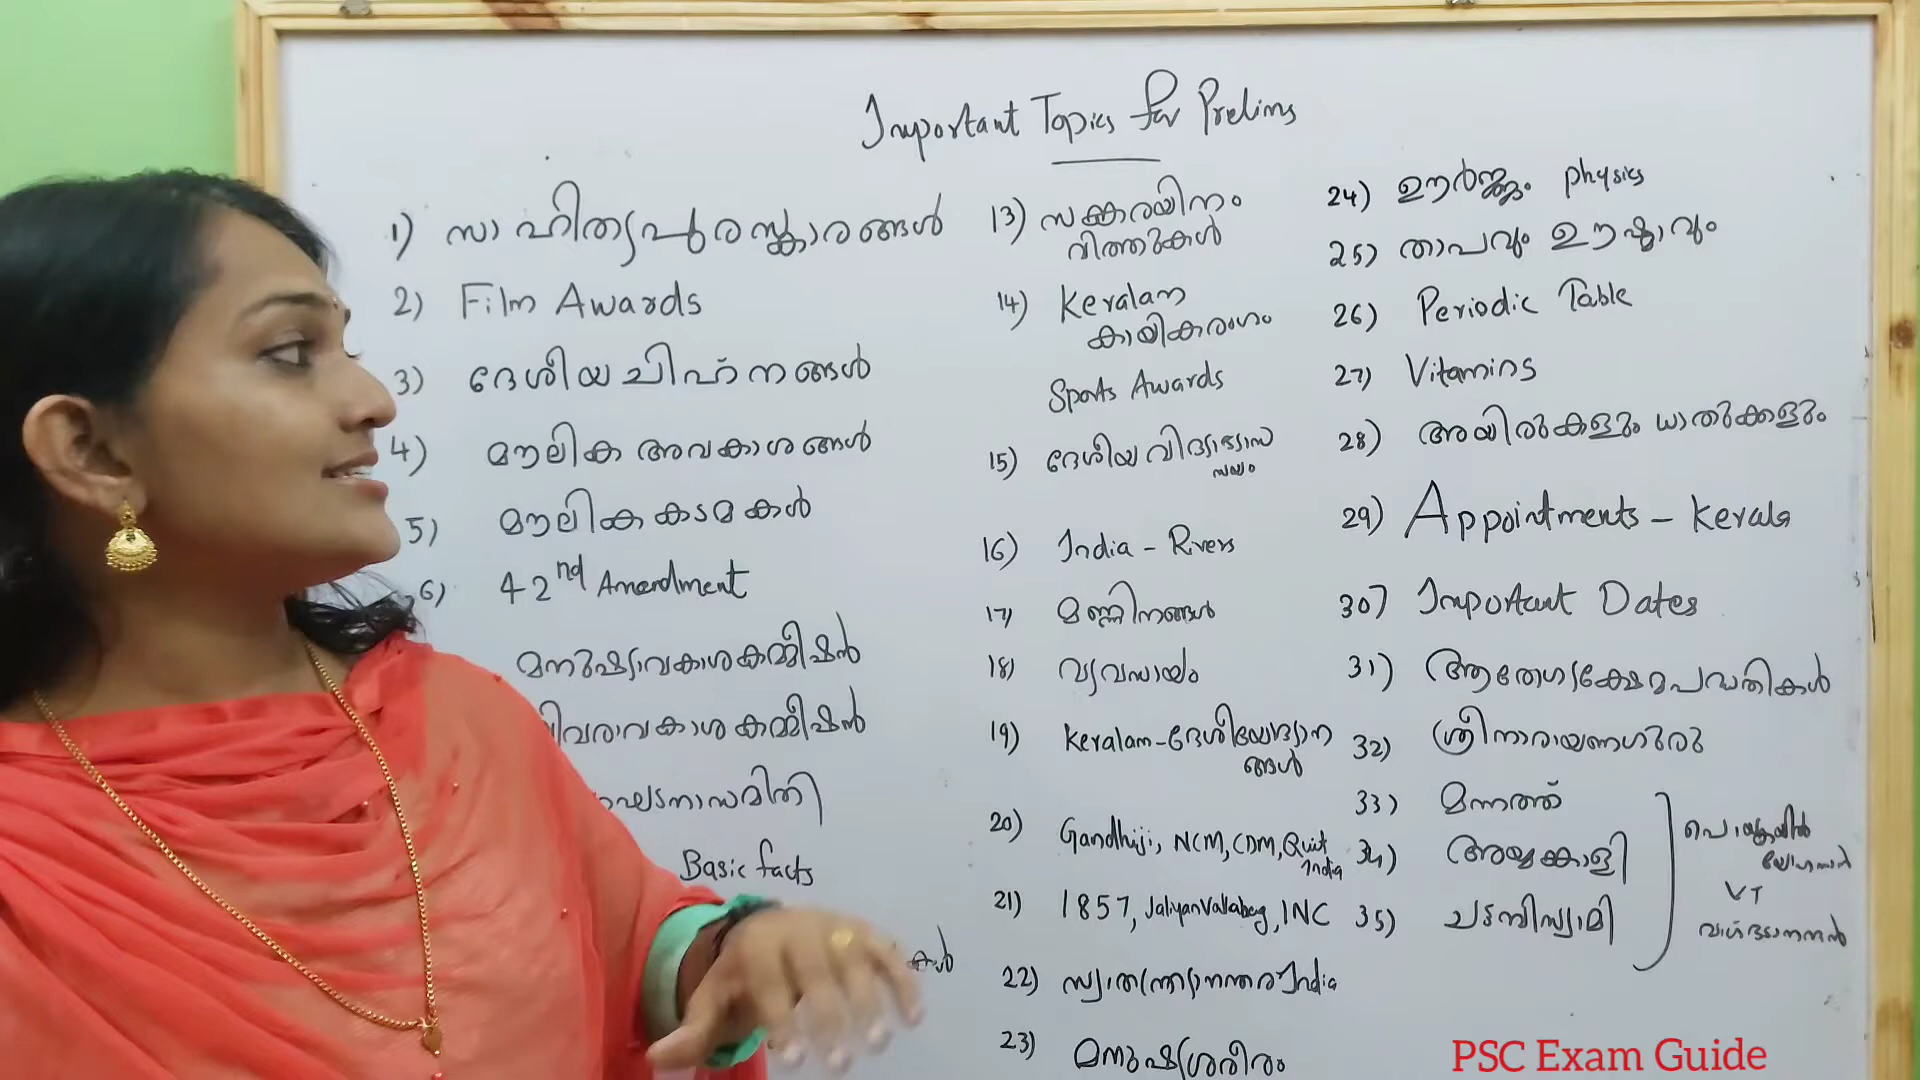 Important Topics for Prelims
1) സാഹിത്യപുരസ്കാരങ്ങൾ
2) Film Awards
3) ദേശീയ ചിഹ്നങ്ങൾ
4) മൗലിക അവകാശങ്ങൾ
5) മൗലിക കടമകൾ
6) 42nd Amendment
മനുഷ്യാവകാശകമ്മീഷൻ
വിവരാവകാശ കമ്മീഷൻ
Basic facts
13) സങ്കരയിനം
വിത്തുകൾ
14) Keralam
കായികരംഗം
Sports Awards
15) ദേശീയ വിദ്യാഭ്യാസ
നയം
16) India - Rivers
17) മണ്ണിനങ്ങൾ
18) വ്യവസായം
19) Keralam - ദേശീയോദ്യാന
ങ്ങൾ
20) Gandhiji, NCM, CDM, Quit
India
21) 1857, JaliyanVallabag, INC
22) സ്വാതന്ത്ര്യാനന്തര India
23) മനുഷ്യശരീരം
24) ഊർജ്ജം physics
25) താപവും ഊഷ്മാവും
26) Periodic Table
27) Vitamins
28) അയിരുകളും ധാതുക്കളും
29) Appointments - Kerala
30) Important Dates
31) ആരോഗ്യക്ഷേമപദ്ധതികൾ
32) ശ്രീനാരായണഗുരു
33) മന്നത്ത്
34) അയ്യങ്കാളി
35) ചട്ടമ്പിസ്വാമി
പൊയ്കയിൽ
യോഹന്നാൻ
VT
വാഗ്ഭടാനന്ദൻ
PSC Exam Guide